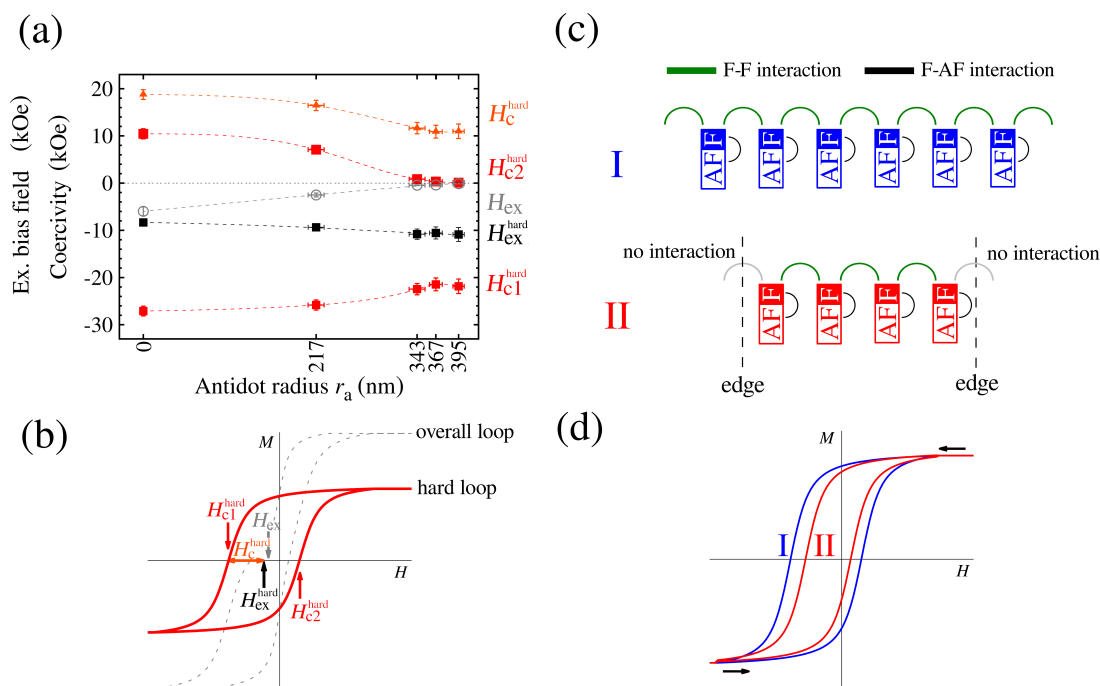 (a)
Ex. bias field (kOe)
Coercivity (kOe)
20
10
0
-10
-20
-30
H_c^hard
H_c2^hard
H_ex
H_ex^hard
H_c1^hard
0
217
343
367
395
Antidot radius r_a (nm)
(b)
M
overall loop
hard loop
H_c1^hard
H_ex
H_c^hard
H
H_ex^hard
H_c2^hard
(c)
F-F interaction
F-AF interaction
I
AF F
AF F
AF F
AF F
AF F
AF F
no interaction
no interaction
II
AF F
AF F
AF F
AF F
edge
edge
(d)
M
I
II
H